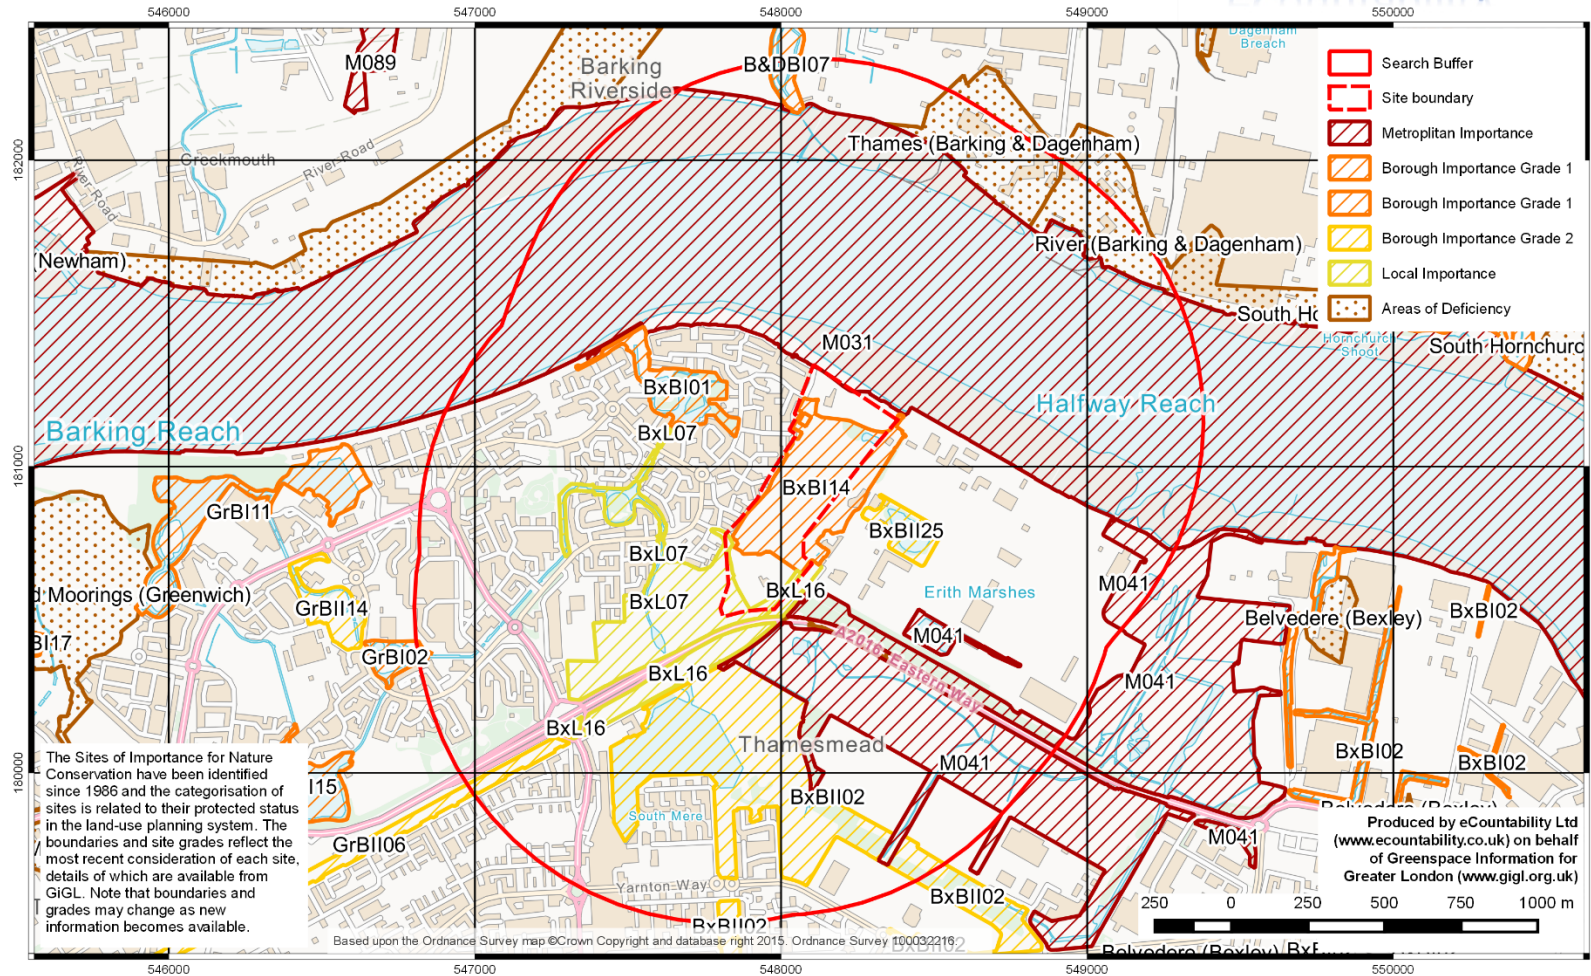 546000
547000
548000
549000
550000
Dagenham
Breach
M089
Barking
Riverside
B&DBI07
Search Buffer
Site boundary
Metroplitan Importance
Borough Importance Grade 1
Borough Importance Grade 1
Borough Importance Grade 2
Local Importance
Areas of Deficiency
182000
Creekmouth
River Road
River Road
Thames (Barking & Dagenham)
River (Barking & Dagenham)
(Newham)
South Ho
Hornchurch
Shoot
South Hornchurc
M031
BxBI01
Halfway Reach
Barking Reach
BxL07
181000
BxBI14
GrBI11
BxBII25
BxL07
d Moorings (Greenwich)
GrBII14
BxL07
BxL16
Erith Marshes
M041
Belvedere (Bexley)
BxBI02
BI17
GrBI02
M041
A2016 Eastern Way
BxL16
M041
BxL16
Thamesmead
M041
BxBI02
BxBI02
180000
I15
BxBII02
South Mere
GrBII06
M041
Belvedere (Bexley)
The Sites of Importance for Nature
Conservation have been identified
since 1986 and the categorisation of
sites is related to their protected status
in the land-use planning system. The
boundaries and site grades reflect the
most recent consideration of each site,
details of which are available from
GiGL. Note that boundaries and
grades may change as new
information becomes available.
Produced by eCountability Ltd
(www.ecountability.co.uk) on behalf
of Greenspace Information for
Greater London (www.gigl.org.uk)
Yarnton Way
BxBII02
BxBII02
250 0 250 500 750 1000 m
Based upon the Ordnance Survey map ©Crown Copyright and database right 2015. Ordnance Survey 100032216.
BxBII02
Belvedere (Bexley)
546000
547000
548000
549000
550000